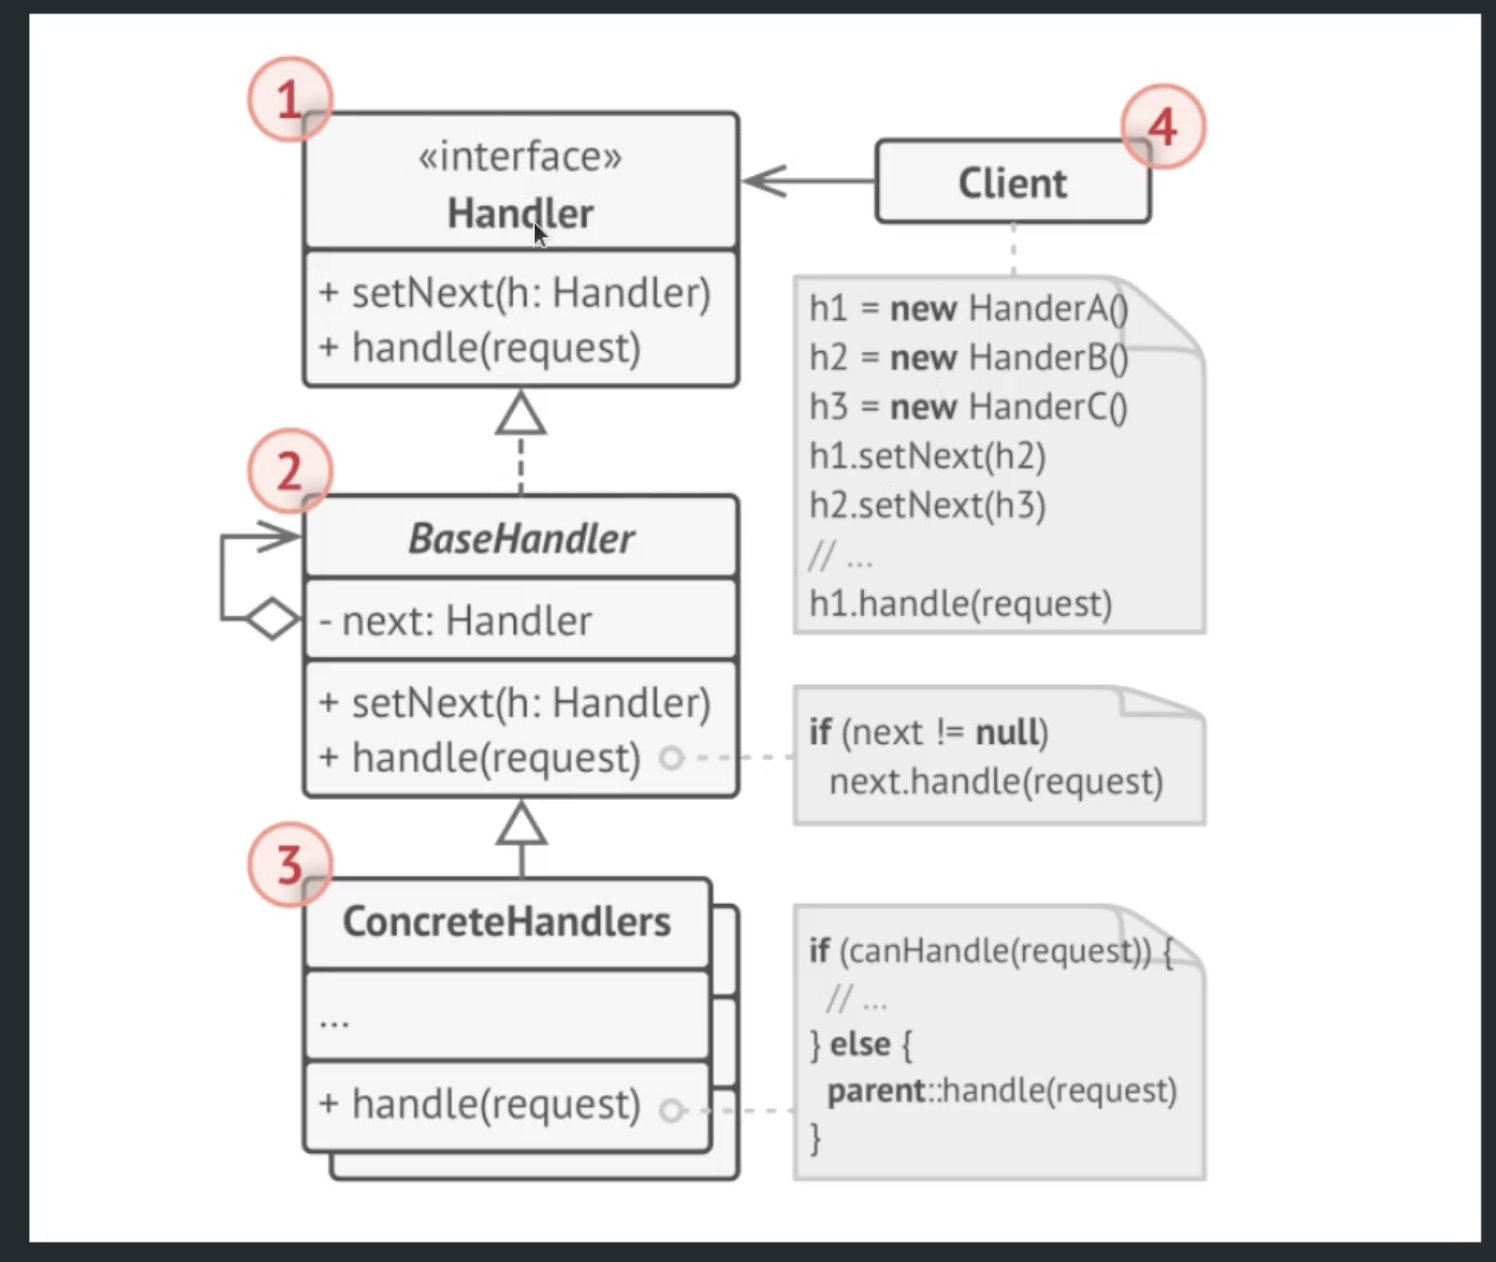 1
«interface»
Handler
+ setNext(h: Handler)
+ handle(request)
4
Client
h1 = new HanderA()
h2 = new HanderB()
h3 = new HanderC()
h1.setNext(h2)
h2.setNext(h3)
// ...
h1.handle(request)
2
BaseHandler
- next: Handler
+ setNext(h: Handler)
+ handle(request)
if (next != null)
next.handle(request)
3
ConcreteHandlers
...
+ handle(request)
if (canHandle(request)) {
// ...
} else {
parent::handle(request)
}